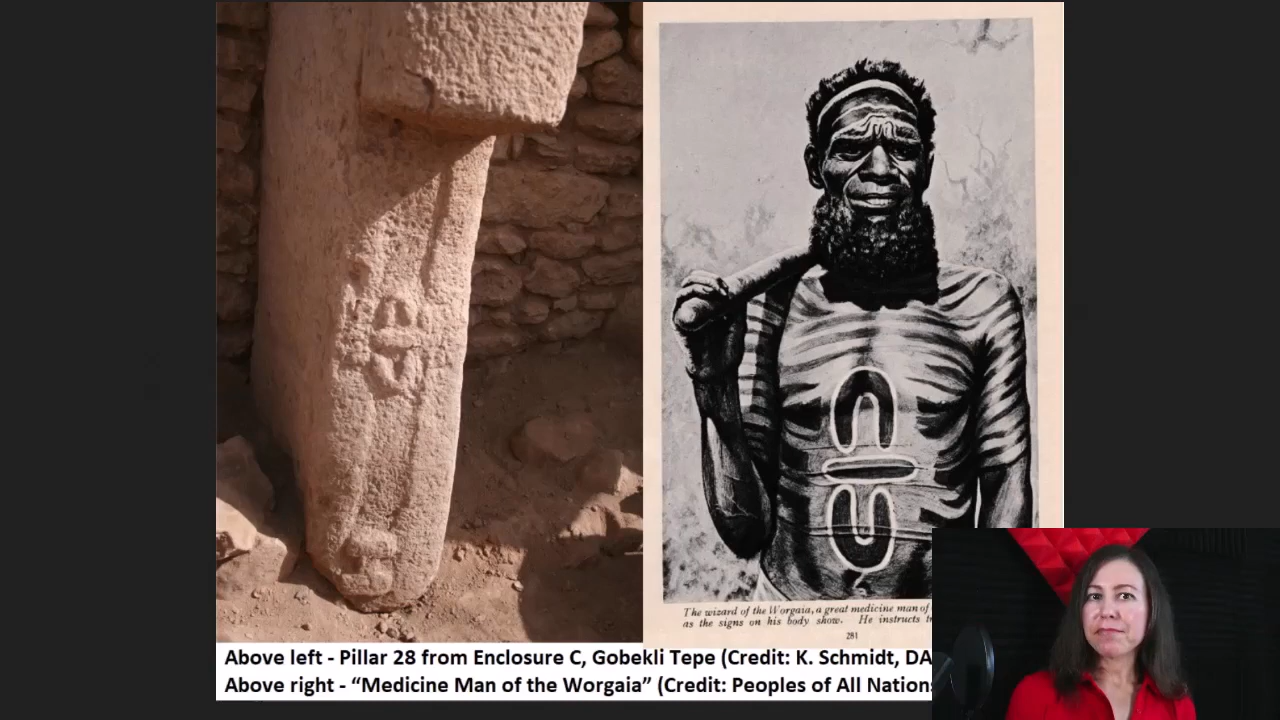 The wizard of the Worgaia, a great medicine man of
as the signs on his body show. He instructs
281
Above left - Pillar 28 from Enclosure C, Gobekli Tepe (Credit: K. Schmidt, DA
Above right - “Medicine Man of the Worgaia” (Credit: Peoples of All Nations